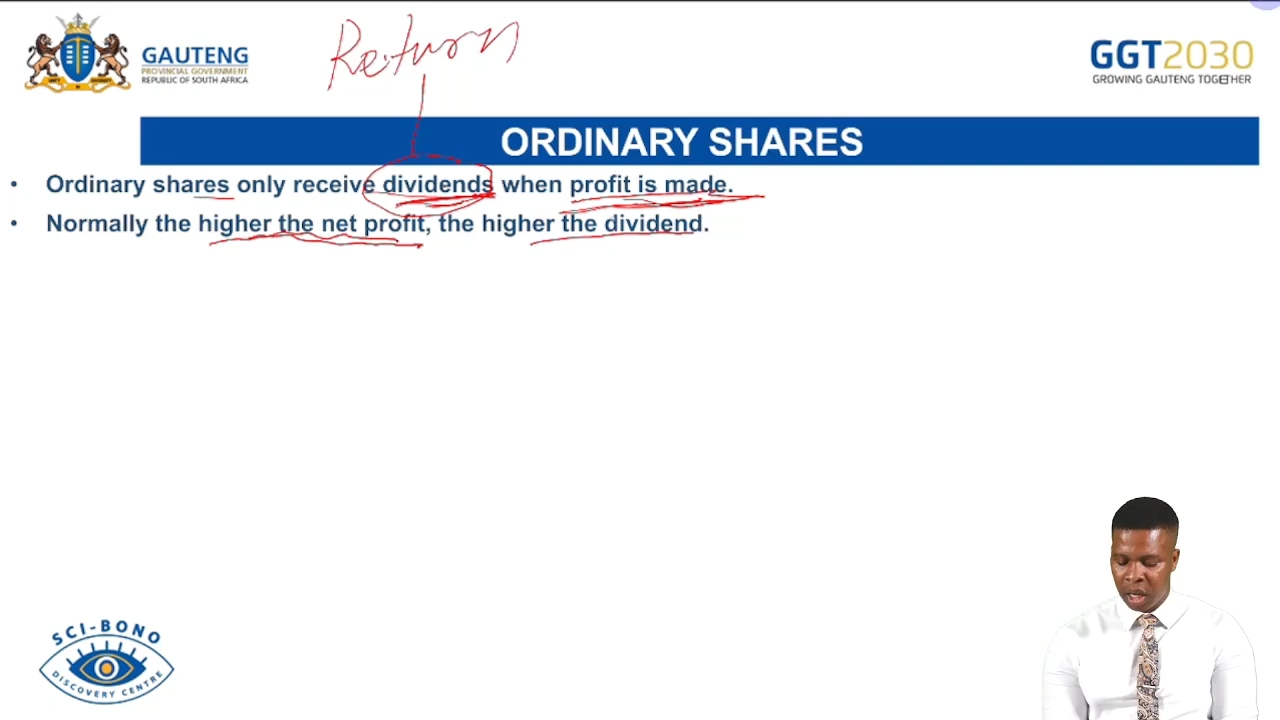 Return
GAUTENG
PROVINCIAL GOVERNMENT
REPUBLIC OF SOUTH AFRICA
GGT2030
GROWING GAUTENG TOGETHER
ORDINARY SHARES
• Ordinary shares only receive dividends when profit is made.
• Normally the higher the net profit, the higher the dividend.
SCI-BONO
DISCOVERY CENTRE